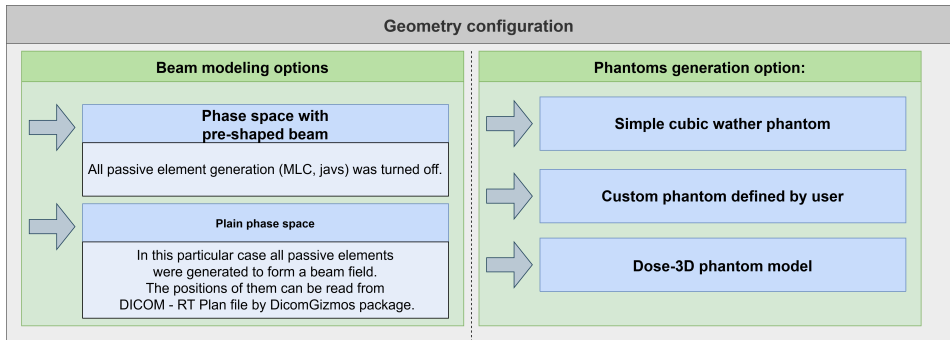 Geometry configuration
Beam modeling options
Phase space with
pre-shaped beam
All passive element generation (MLC, javs) was turned off.
Plain phase space
In this particular case all passive elements
were generated to form a beam field.
The positions of them can be read from
DICOM - RT Plan file by DicomGizmos package.
Phantoms generation option:
Simple cubic wather phantom
Custom phantom defined by user
Dose-3D phantom model